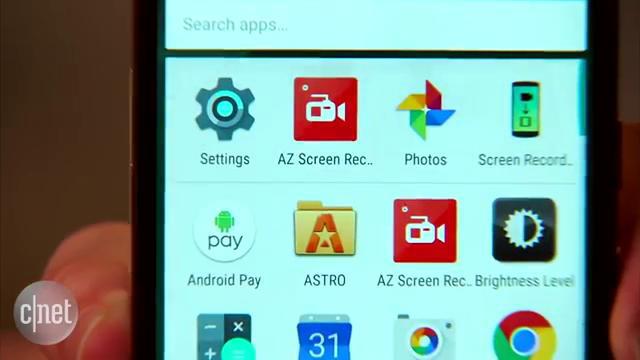 Search apps...
Settings
AZ Screen Rec..
Photos
Screen Record..
pay
Android Pay
ASTRO
AZ Screen Rec..
Brightness Level
31
c|net